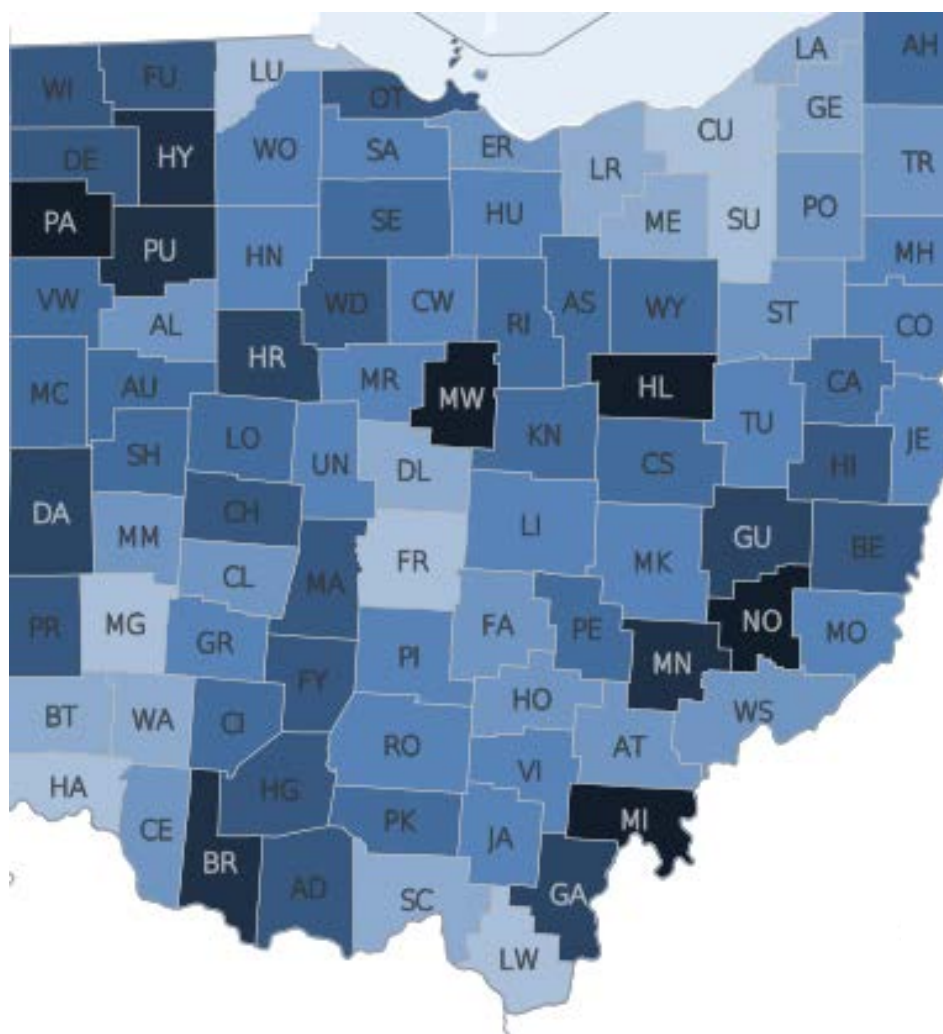 LU
LA
AH
WI
FU
OT
GE
CU
DE
HY
WO
SA
ER
LR
TR
PA
PU
HN
SE
HU
ME
SU
PO
MH
VW
AL
WD
CW
RI
AS
WY
ST
CO
MC
AU
HR
MR
MW
HL
CA
TU
JE
SH
LO
UN
DL
KN
CS
HI
DA
MM
CH
FR
LI
MK
GU
BE
CL
MA
PR
MG
GR
PI
FA
PE
MN
NO
MO
FY
BT
WA
CI
RO
HO
AT
WS
HA
CE
HG
PK
VI
JA
MI
BR
AD
SC
GA
LW